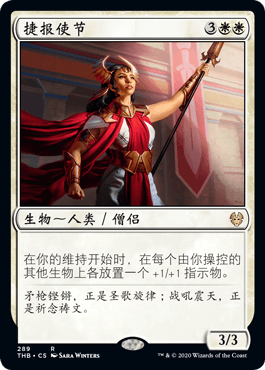 捷报使节 3
生物～人类 / 僧侣
在你的维持开始时，在每个由你操控的
其他生物上各放置一个 +1/+1 指示物。
矛枪铿锵，正是圣歌旋律；战吼震天，正
是祈念祷文。
3/3
289 R
THB • CS Sara Winters
™ & © 2020 Wizards of the Coast